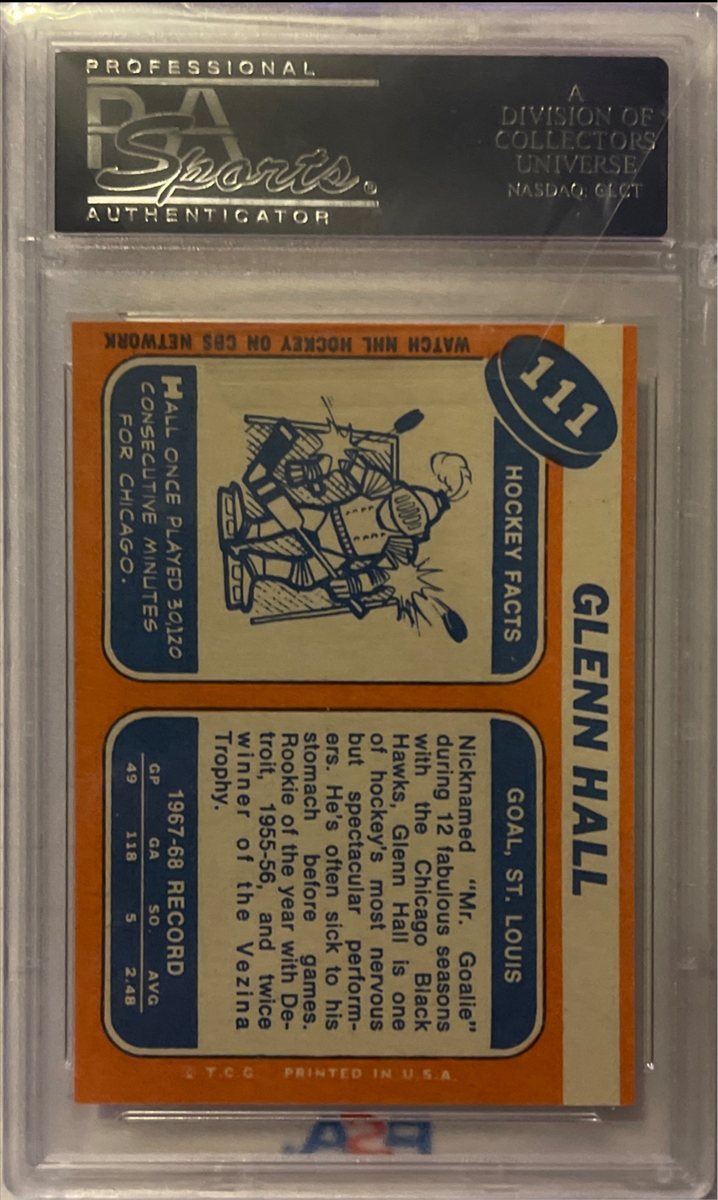 PROFESSIONAL
PSA
Sports®
AUTHENTICATOR
A
DIVISION OF
COLLECTORS
UNIVERSE
NASDAQ: CLCT
111
GLENN HALL
HOCKEY FACTS
HALL ONCE PLAYED 30,120
CONSECUTIVE MINUTES
FOR CHICAGO.
WATCH NHL HOCKEY ON CBS NETWORK
GOAL, ST. LOUIS
Nicknamed "Mr. Goalie"
during 12 fabulous seasons
with the Chicago Black
Hawks, Glenn Hall is one
of hockey's most nervous
but spectacular perform-
ers. He's often sick to his
stomach before games.
Rookie of the year with De-
troit, 1955-56, and twice
winner of the Vezina
Trophy.
1967-68 RECORD
GP GA SO. AVG
49 118 5 2.48
© T.C.G. PRINTED IN U.S.A.
PSA